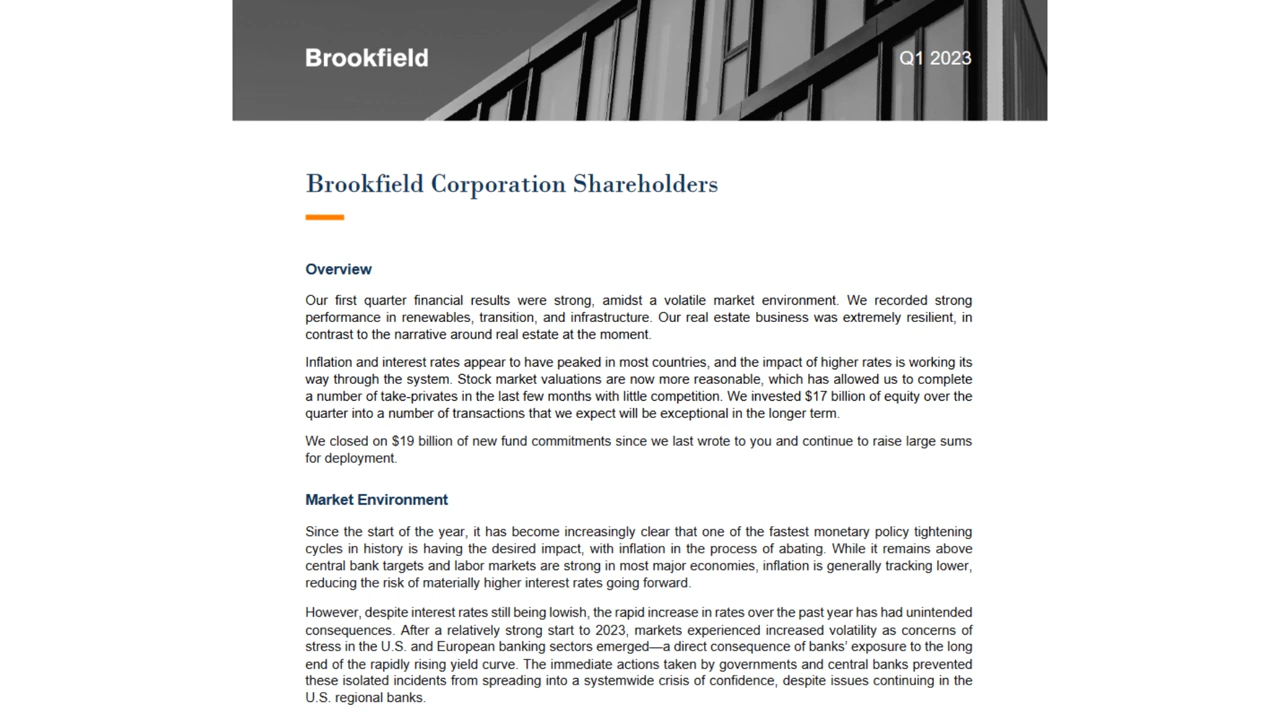 Brookfield
Q1 2023
Brookfield Corporation Shareholders
Overview
Our first quarter financial results were strong, amidst a volatile market environment. We recorded strong
performance in renewables, transition, and infrastructure. Our real estate business was extremely resilient, in
contrast to the narrative around real estate at the moment.
Inflation and interest rates appear to have peaked in most countries, and the impact of higher rates is working its
way through the system. Stock market valuations are now more reasonable, which has allowed us to complete
a number of take-privates in the last few months with little competition. We invested $17 billion of equity over the
quarter into a number of transactions that we expect will be exceptional in the longer term.
We closed on $19 billion of new fund commitments since we last wrote to you and continue to raise large sums
for deployment.
Market Environment
Since the start of the year, it has become increasingly clear that one of the fastest monetary policy tightening
cycles in history is having the desired impact, with inflation in the process of abating. While it remains above
central bank targets and labor markets are strong in most major economies, inflation is generally tracking lower,
reducing the risk of materially higher interest rates going forward.
However, despite interest rates still being lowish, the rapid increase in rates over the past year has had unintended
consequences. After a relatively strong start to 2023, markets experienced increased volatility as concerns of
stress in the U.S. and European banking sectors emerged—a direct consequence of banks’ exposure to the long
end of the rapidly rising yield curve. The immediate actions taken by governments and central banks prevented
these isolated incidents from spreading into a systemwide crisis of confidence, despite issues continuing in the
U.S. regional banks.